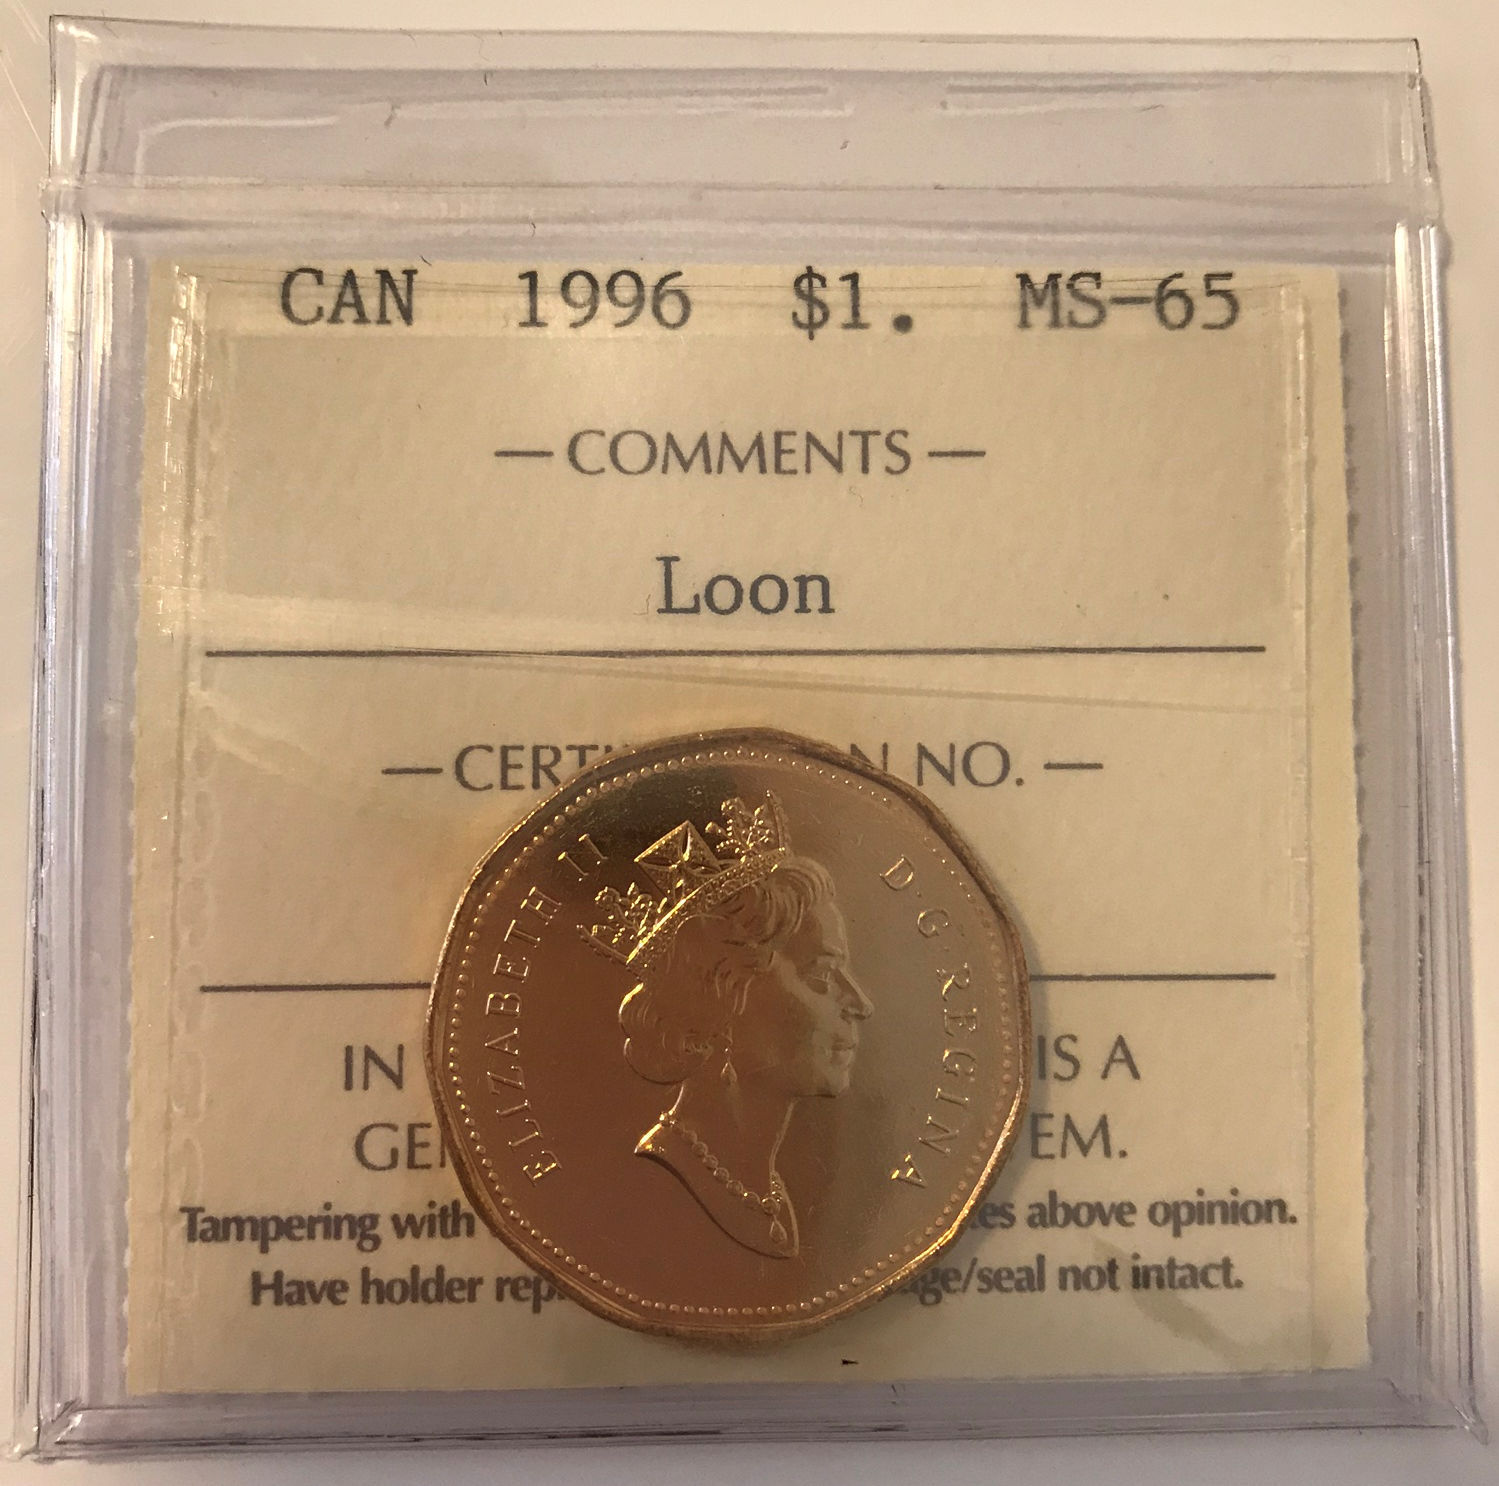 CAN 1996 $1. MS-65
— COMMENTS —
Loon
— CERTI N NO. —
IN IS A
GE EM.
Tampering with es above opinion.
Have holder rep ge/seal not intact.
ELIZABETH II D·G·REGINA